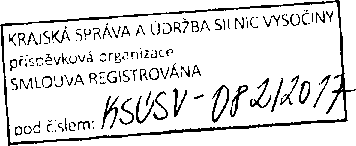 KRAJSKÁ SPRÁVA A ÚDRŽBA SILNIC VYSOČINY
příspěvková organizace
SMLOUVA REGISTROVÁNA
pod číslem: KSÚSV - 082/2017